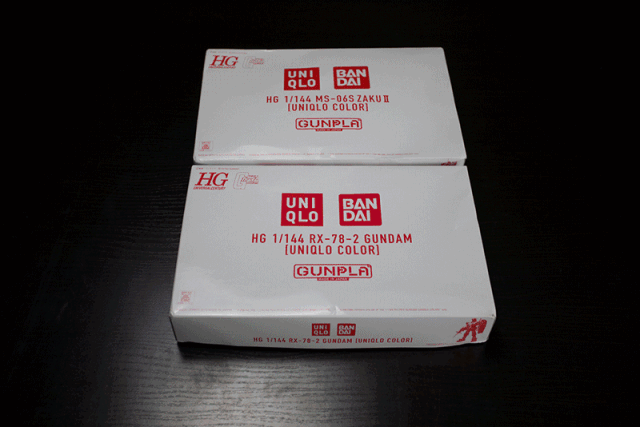 HG
UNI
QLO
BAN
DAI
HG 1/144 MS-06S ZAKU II
[UNIQLO COLOR]
GUNPLA
HG
UNI
QLO
BAN
DAI
HG 1/144 RX-78-2 GUNDAM
[UNIQLO COLOR]
GUNPLA
UNI
QLO
BAN
DAI
HG 1/144 RX-78-2 GUNDAM [UNIQLO COLOR]